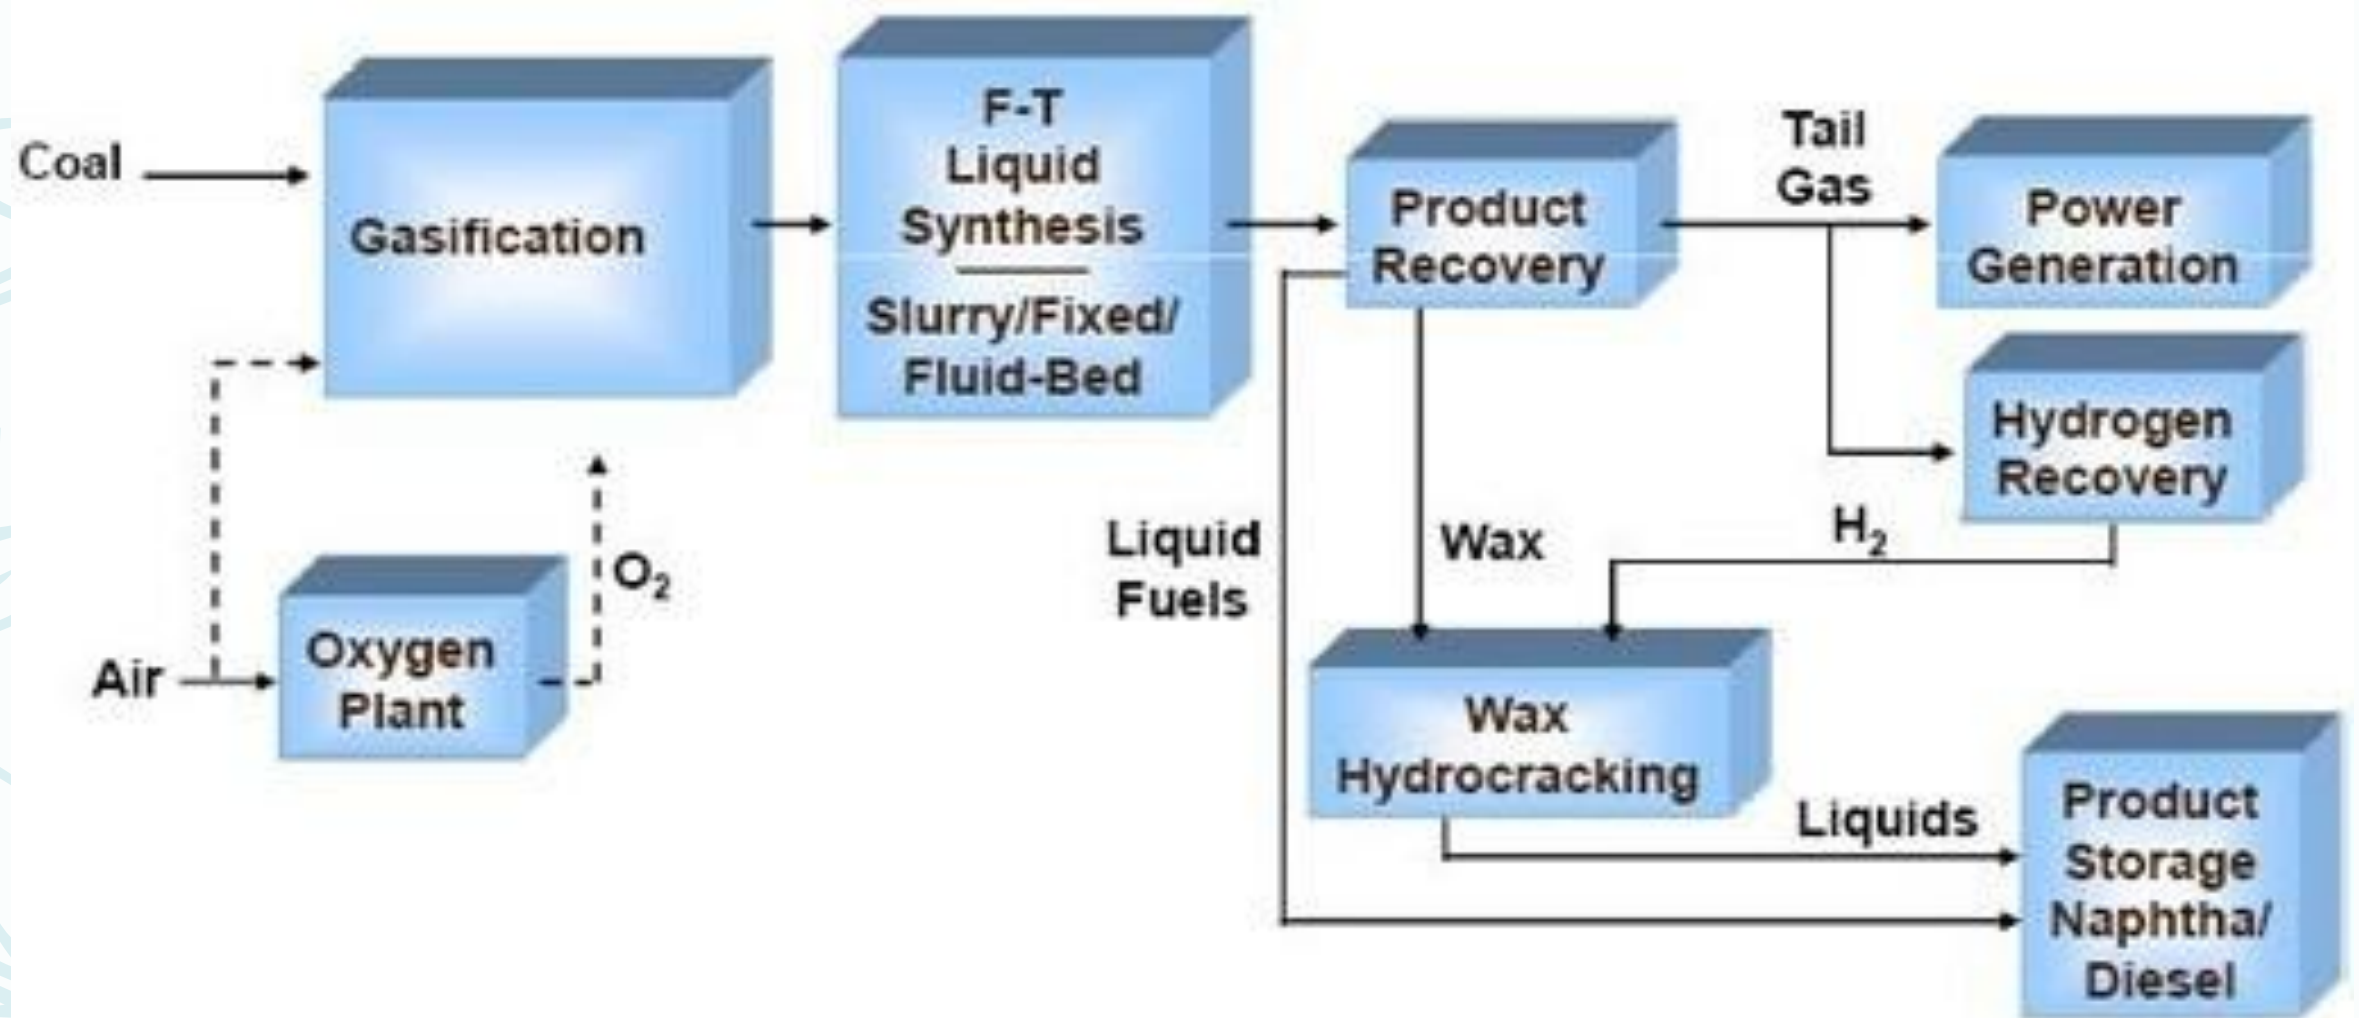 Coal
Gasification
F-T
Liquid
Synthesis
Slurry/Fixed/
Fluid-Bed
Product
Recovery
Tail
Gas
Power
Generation
Hydrogen
Recovery
Air
Oxygen
Plant
O₂
Liquid
Fuels
Wax
H₂
Wax
Hydrocracking
Liquids
Product
Storage
Naphtha/
Diesel